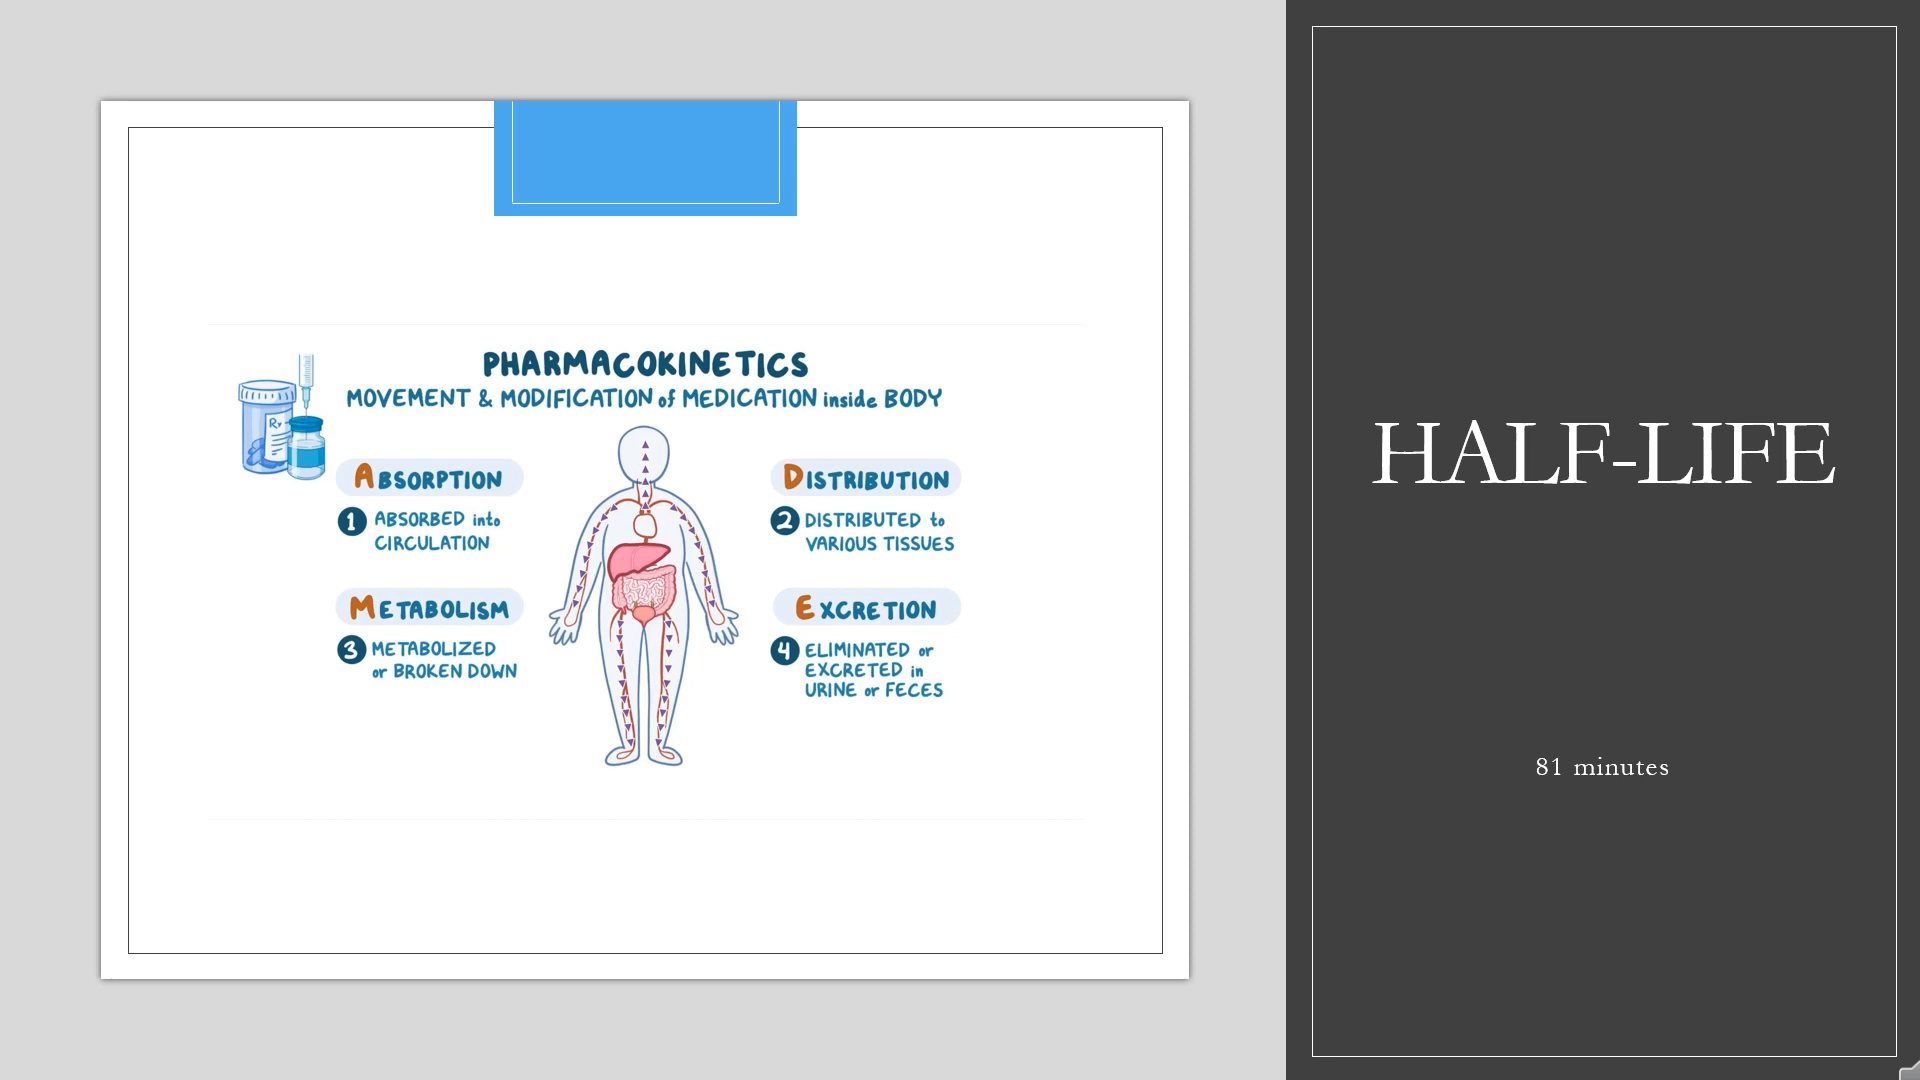 PHARMACOKINETICS
MOVEMENT & MODIFICATION of MEDICATION inside BODY
Rx
ABSORPTION
1 ABSORBED into
CIRCULATION
DISTRIBUTION
2 DISTRIBUTED to
VARIOUS TISSUES
METABOLISM
3 METABOLIZED
or BROKEN DOWN
EXCRETION
4 ELIMINATED or
EXCRETED in
URINE or FECES
HALF-LIFE
81 minutes